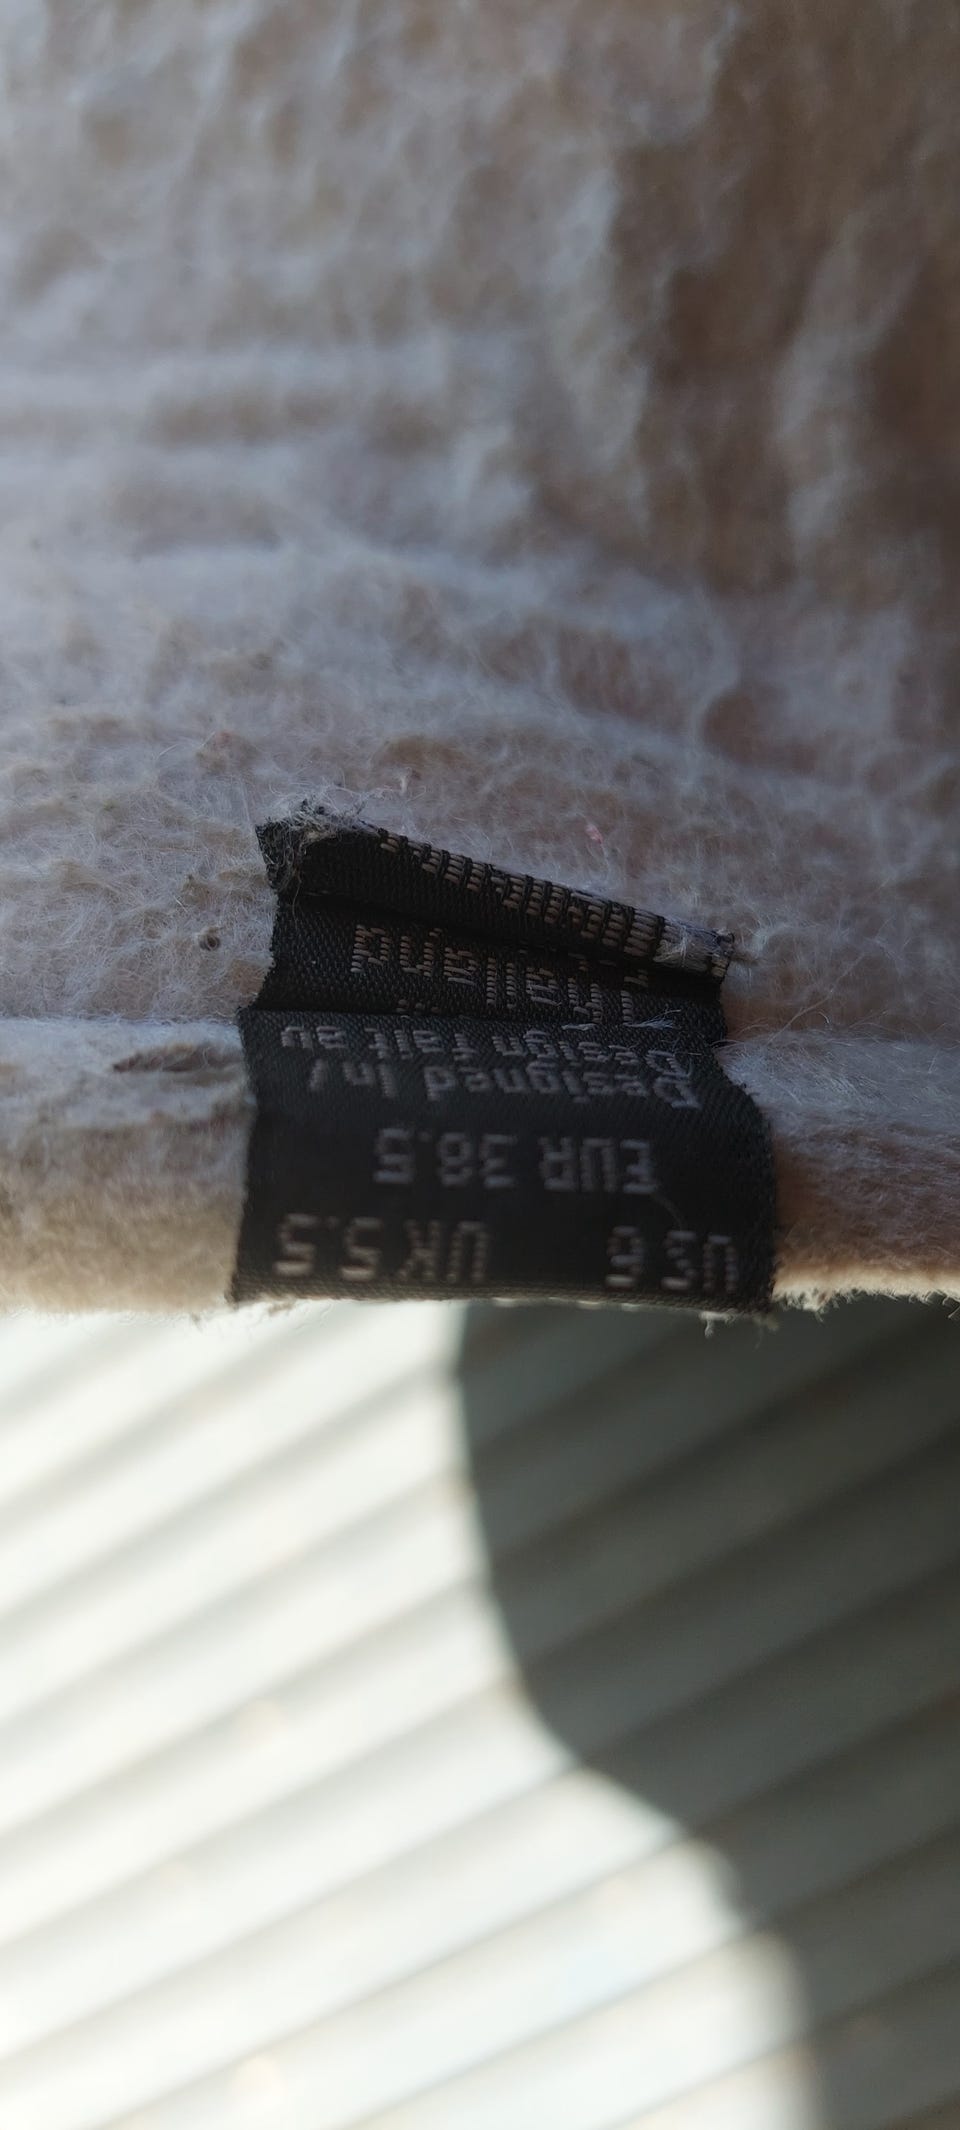 US 6 UK 5.5
EUR 38.5
Designed in/
Design fait au
Thailand